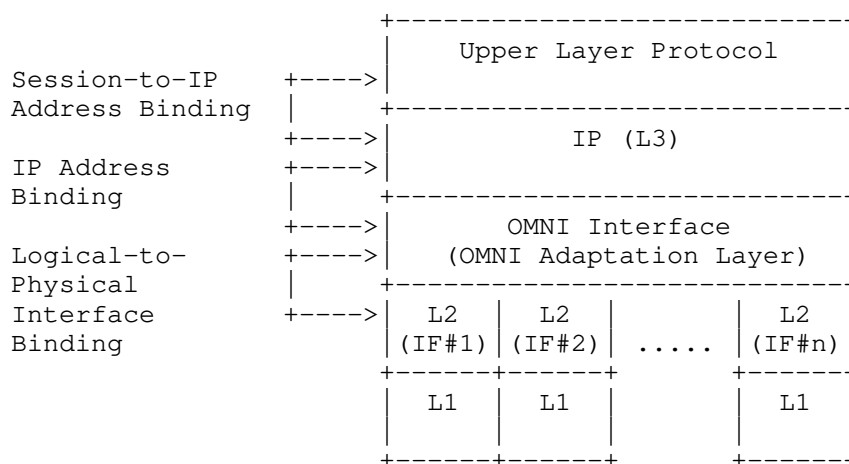 Upper Layer Protocol
Session-to-IP
Address Binding
IP (L3)
IP Address
Binding
OMNI Interface
Logical-to-
(OMNI Adaptation Layer)
Physical
Interface
L2
L2
L2
Binding
(IF#1)
(IF#2)
.....
(IF#n)
L1
L1
L1